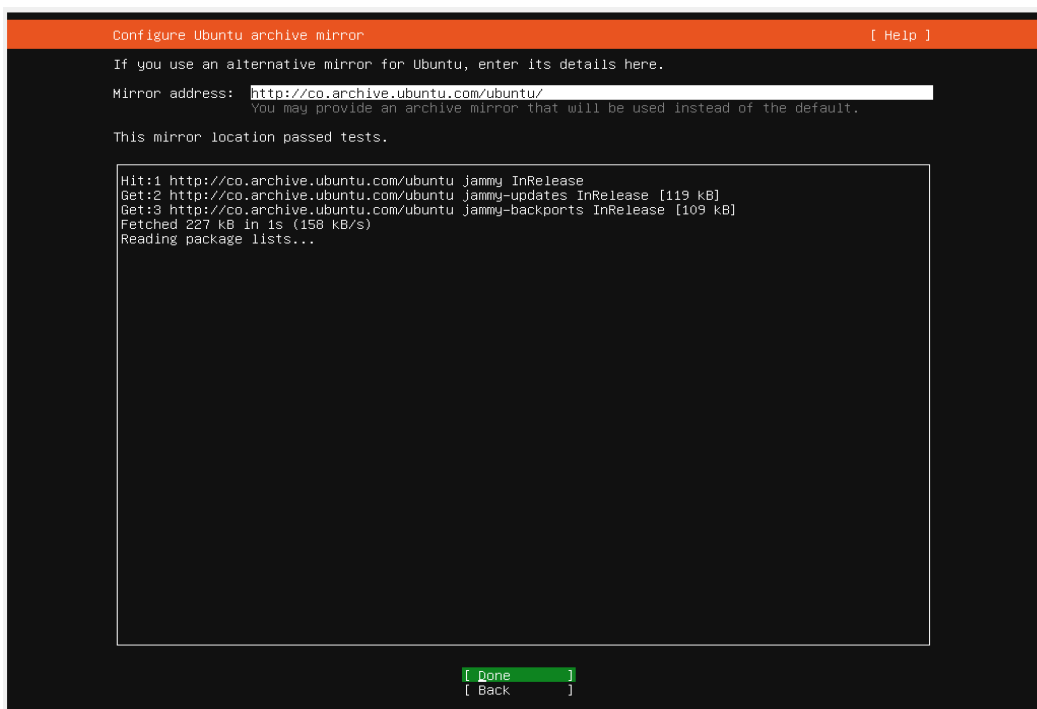 Configure Ubuntu archive mirror [ Help ]
If you use an alternative mirror for Ubuntu, enter its details here.
Mirror address: http://co.archive.ubuntu.com/ubuntu/
You may provide an archive mirror that will be used instead of the default.
This mirror location passed tests.
Hit:1 http://co.archive.ubuntu.com/ubuntu jammy InRelease
Get:2 http://co.archive.ubuntu.com/ubuntu jammy-updates InRelease [119 kB]
Get:3 http://co.archive.ubuntu.com/ubuntu jammy-backports InRelease [109 kB]
Fetched 227 kB in 1s (158 kB/s)
Reading package lists...
[ Done ]
[ Back ]